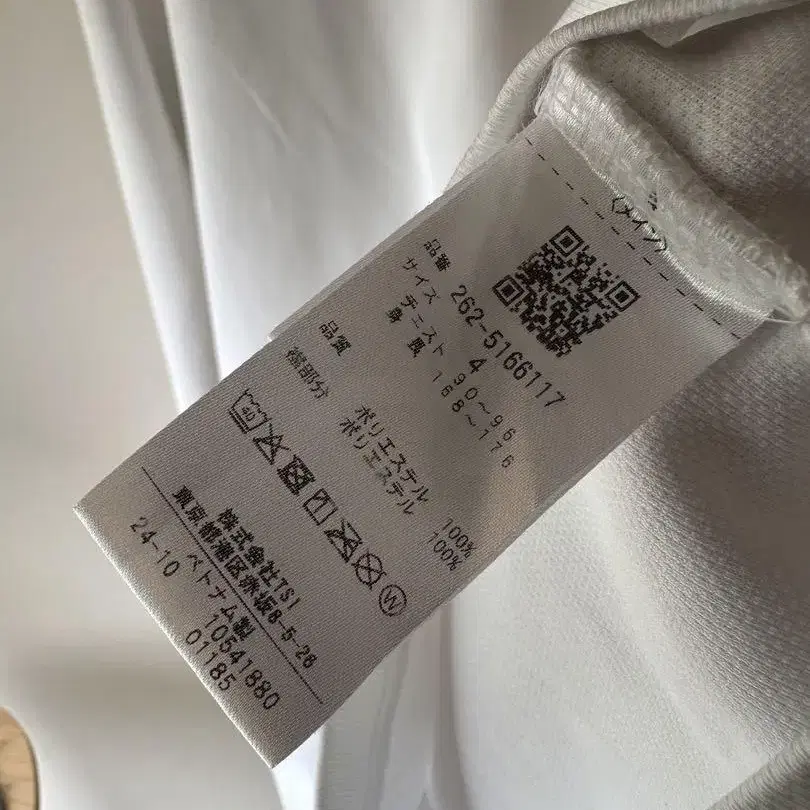 (メイン)
品番 262-5166117
サイズ 4
チェスト 90~96
身長 168~176
品質 ポリエステル 100%
襟部分 ポリエステル 100%
40
W
株式会社TSI
東京都港区赤坂8-5-26
ベトナム製
24-10 10541880
01185